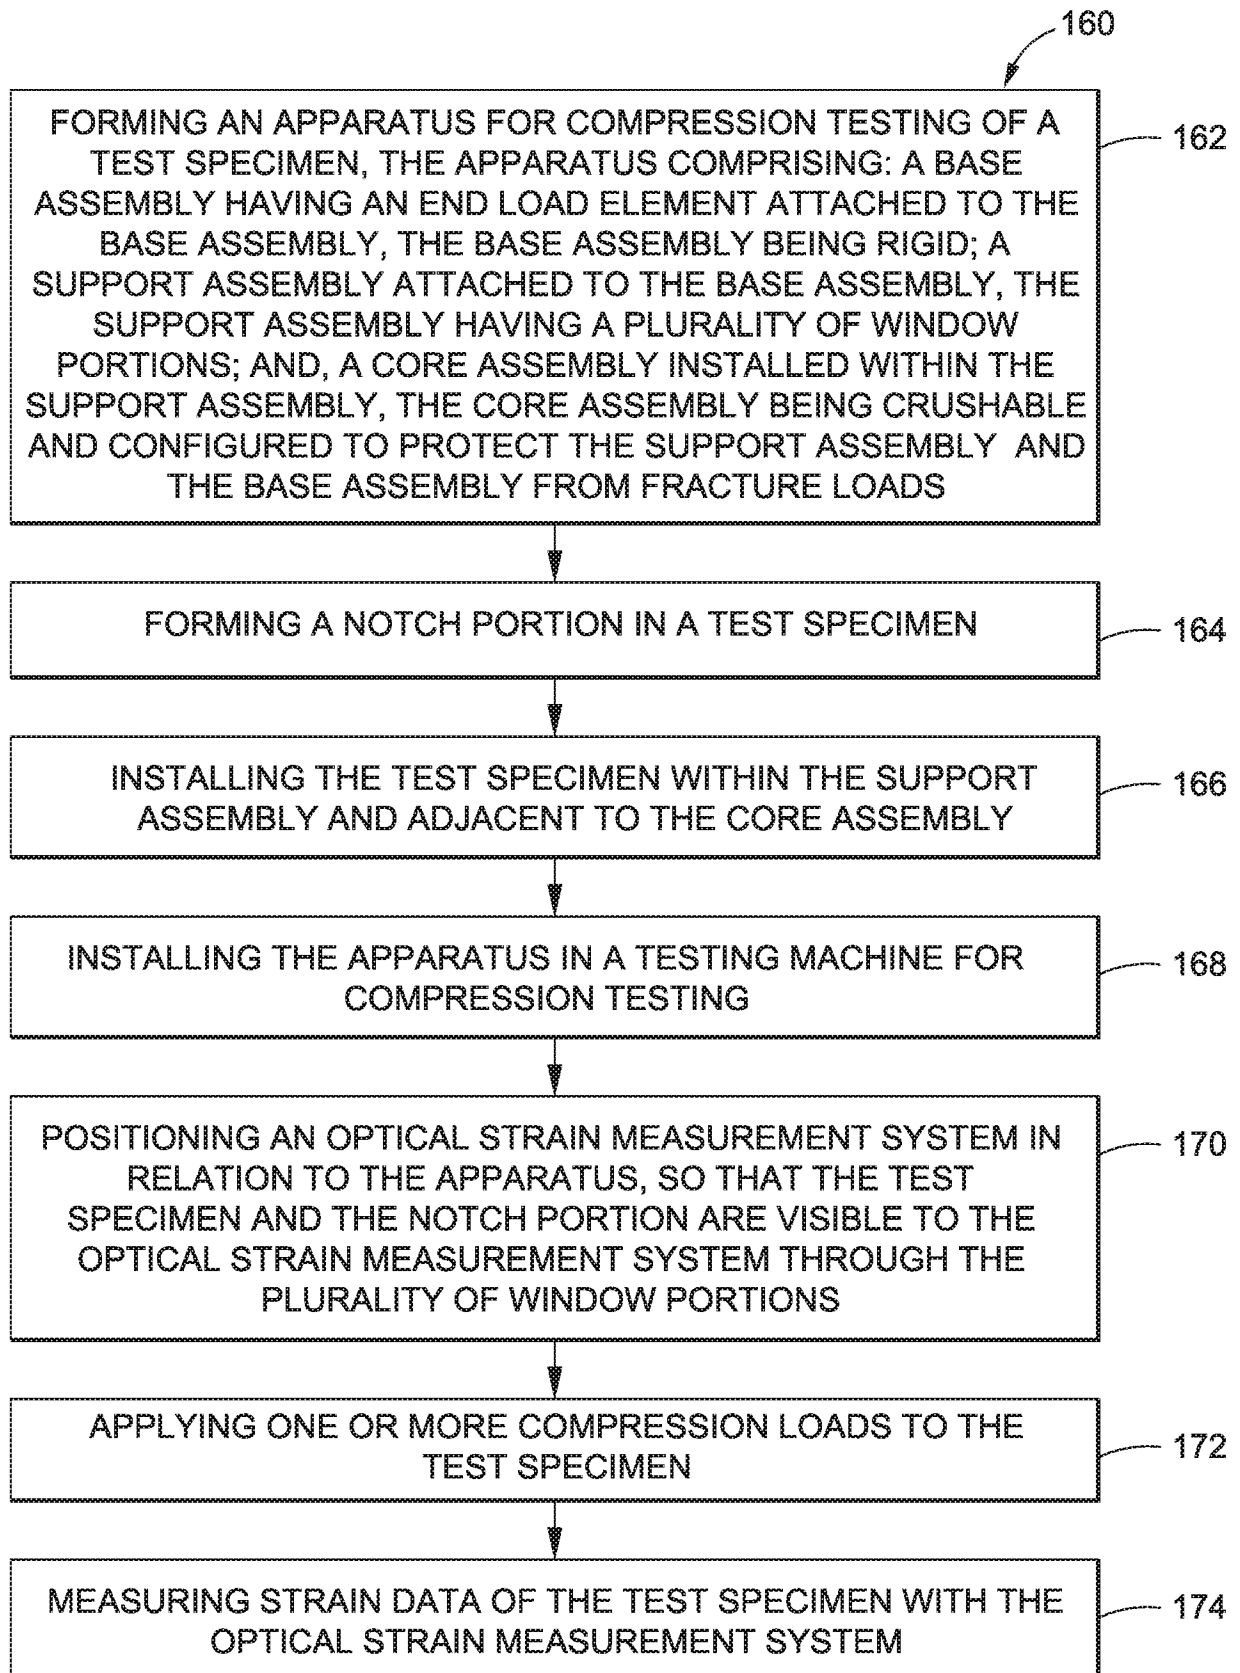 160
FORMING AN APPARATUS FOR COMPRESSION TESTING OF A
TEST SPECIMEN, THE APPARATUS COMPRISING: A BASE
ASSEMBLY HAVING AN END LOAD ELEMENT ATTACHED TO THE
BASE ASSEMBLY, THE BASE ASSEMBLY BEING RIGID; A
SUPPORT ASSEMBLY ATTACHED TO THE BASE ASSEMBLY, THE
SUPPORT ASSEMBLY HAVING A PLURALITY OF WINDOW
PORTIONS; AND, A CORE ASSEMBLY INSTALLED WITHIN THE
SUPPORT ASSEMBLY, THE CORE ASSEMBLY BEING CRUSHABLE
AND CONFIGURED TO PROTECT THE SUPPORT ASSEMBLY AND
THE BASE ASSEMBLY FROM FRACTURE LOADS
162
FORMING A NOTCH PORTION IN A TEST SPECIMEN
164
INSTALLING THE TEST SPECIMEN WITHIN THE SUPPORT
ASSEMBLY AND ADJACENT TO THE CORE ASSEMBLY
166
INSTALLING THE APPARATUS IN A TESTING MACHINE FOR
COMPRESSION TESTING
168
POSITIONING AN OPTICAL STRAIN MEASUREMENT SYSTEM IN
RELATION TO THE APPARATUS, SO THAT THE TEST
SPECIMEN AND THE NOTCH PORTION ARE VISIBLE TO THE
OPTICAL STRAIN MEASUREMENT SYSTEM THROUGH THE
PLURALITY OF WINDOW PORTIONS
170
APPLYING ONE OR MORE COMPRESSION LOADS TO THE
TEST SPECIMEN
172
MEASURING STRAIN DATA OF THE TEST SPECIMEN WITH THE
OPTICAL STRAIN MEASUREMENT SYSTEM
174